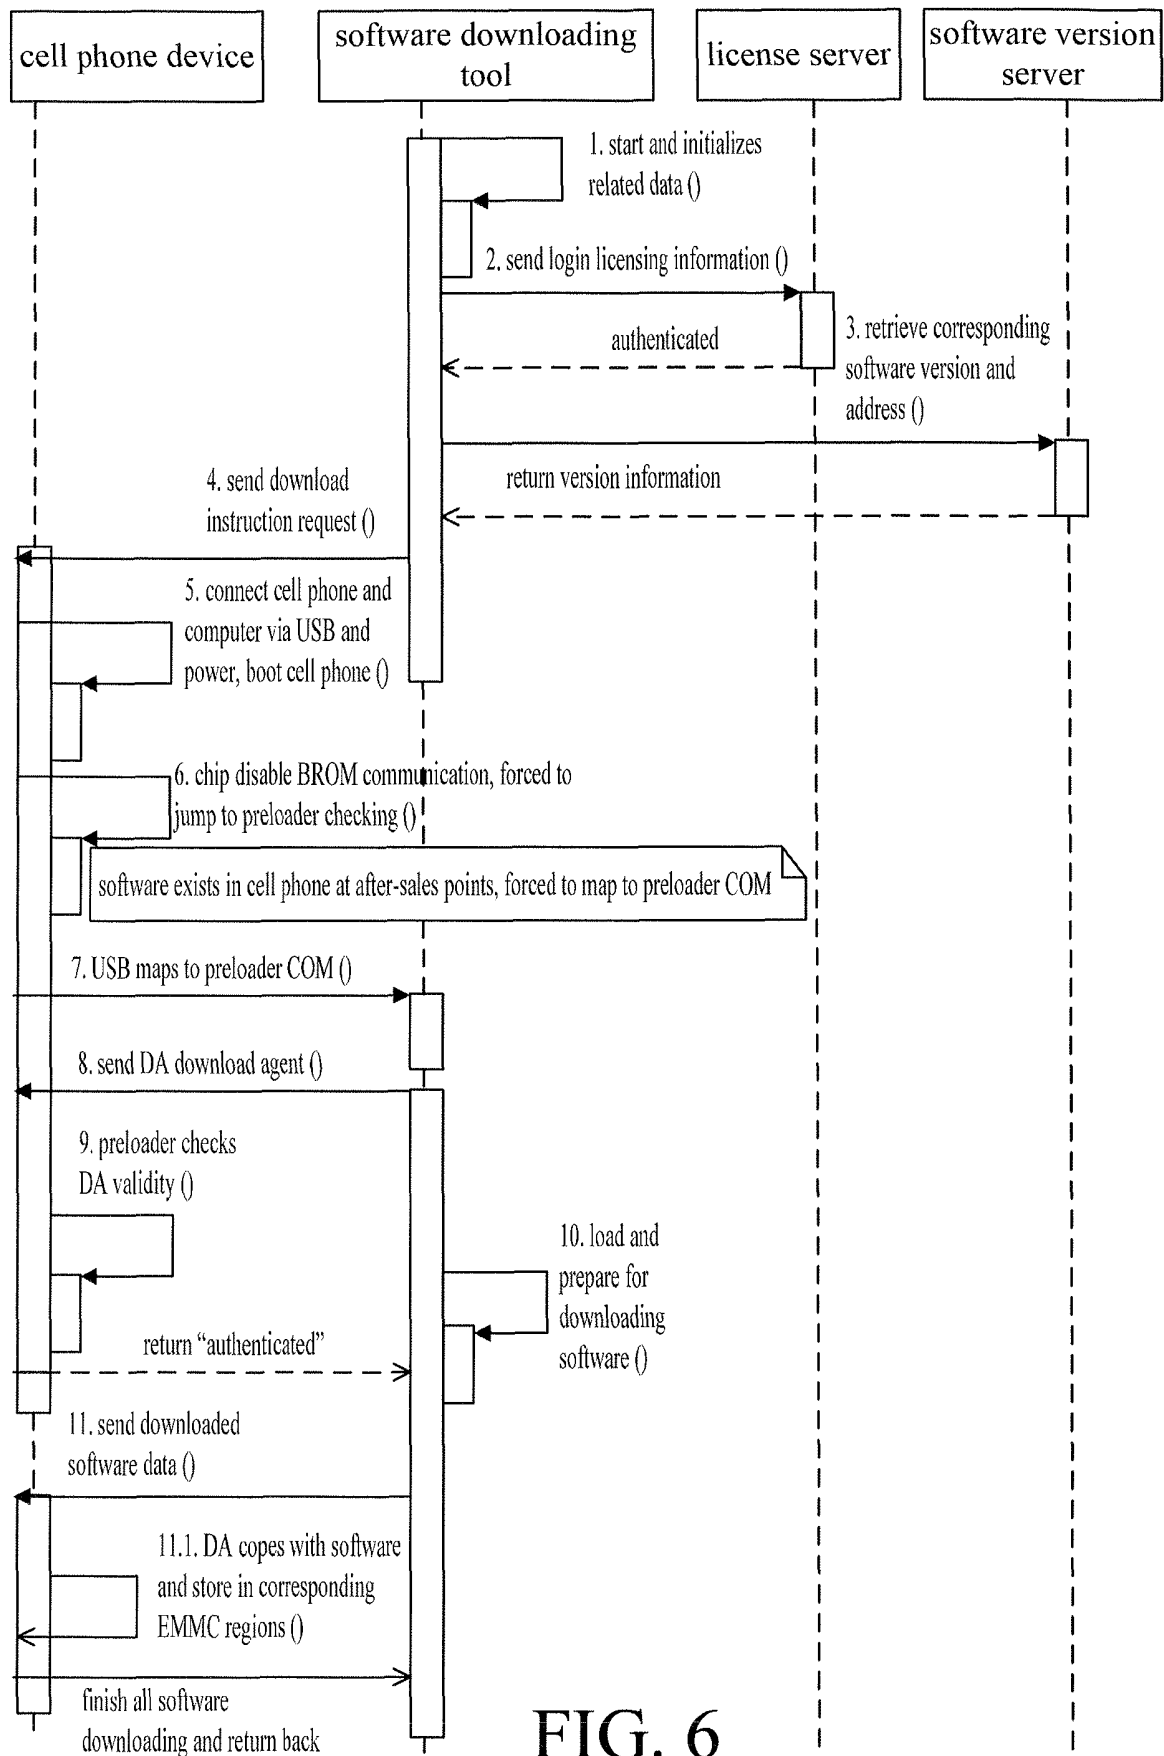 cell phone device
software downloading
tool
license server
software version
server
1. start and initializes
related data ()
2. send login licensing information ()
authenticated
3. retrieve corresponding
software version and
address ()
return version information
4. send download
instruction request ()
5. connect cell phone and
computer via USB and
power, boot cell phone ()
6. chip disable BROM communication, forced to
jump to preloader checking ()
software exists in cell phone at after-sales points, forced to map to preloader COM
7. USB maps to preloader COM ()
8. send DA download agent ()
9. preloader checks
DA validity ()
10. load and
prepare for
downloading
software ()
return “authenticated”
11. send downloaded
software data ()
11.1. DA copes with software
and store in corresponding
EMMC regions ()
finish all software
downloading and return back
FIG. 6